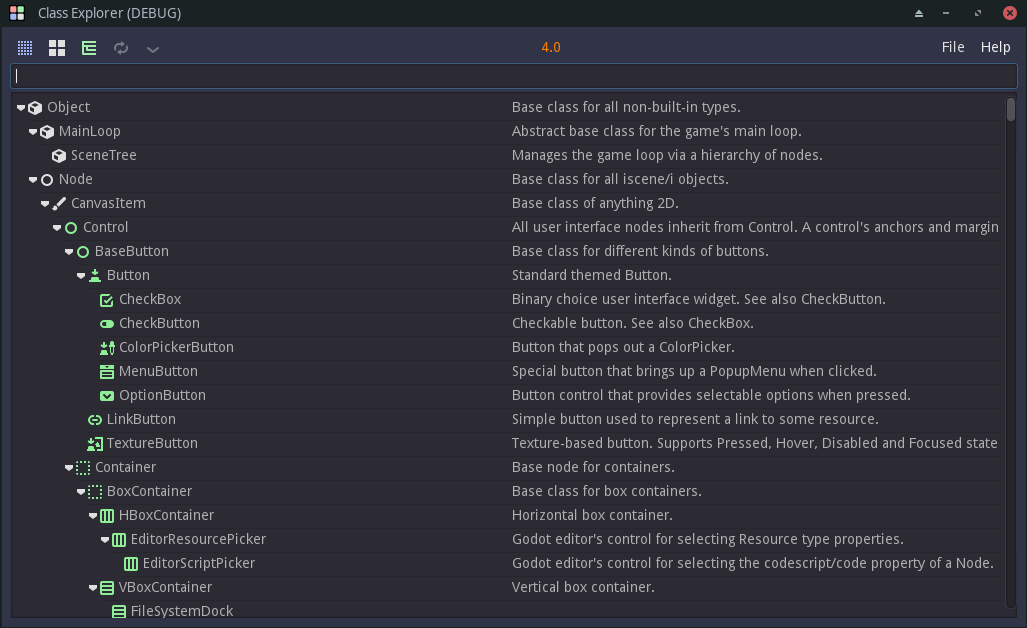 Class Explorer (DEBUG)
4.0 File Help
Object Base class for all non-built-in types.
MainLoop Abstract base class for the game's main loop.
SceneTree Manages the game loop via a hierarchy of nodes.
Node Base class for all iscene/i objects.
CanvasItem Base class of anything 2D.
Control All user interface nodes inherit from Control. A control's anchors and margin
BaseButton Base class for different kinds of buttons.
Button Standard themed Button.
CheckBox Binary choice user interface widget. See also CheckButton.
CheckButton Checkable button. See also CheckBox.
ColorPickerButton Button that pops out a ColorPicker.
MenuButton Special button that brings up a PopupMenu when clicked.
OptionButton Button control that provides selectable options when pressed.
LinkButton Simple button used to represent a link to some resource.
TextureButton Texture-based button. Supports Pressed, Hover, Disabled and Focused state
Container Base node for containers.
BoxContainer Base class for box containers.
HBoxContainer Horizontal box container.
EditorResourcePicker Godot editor's control for selecting Resource type properties.
EditorScriptPicker Godot editor's control for selecting the codescript/code property of a Node.
VBoxContainer Vertical box container.
FileSystemDock